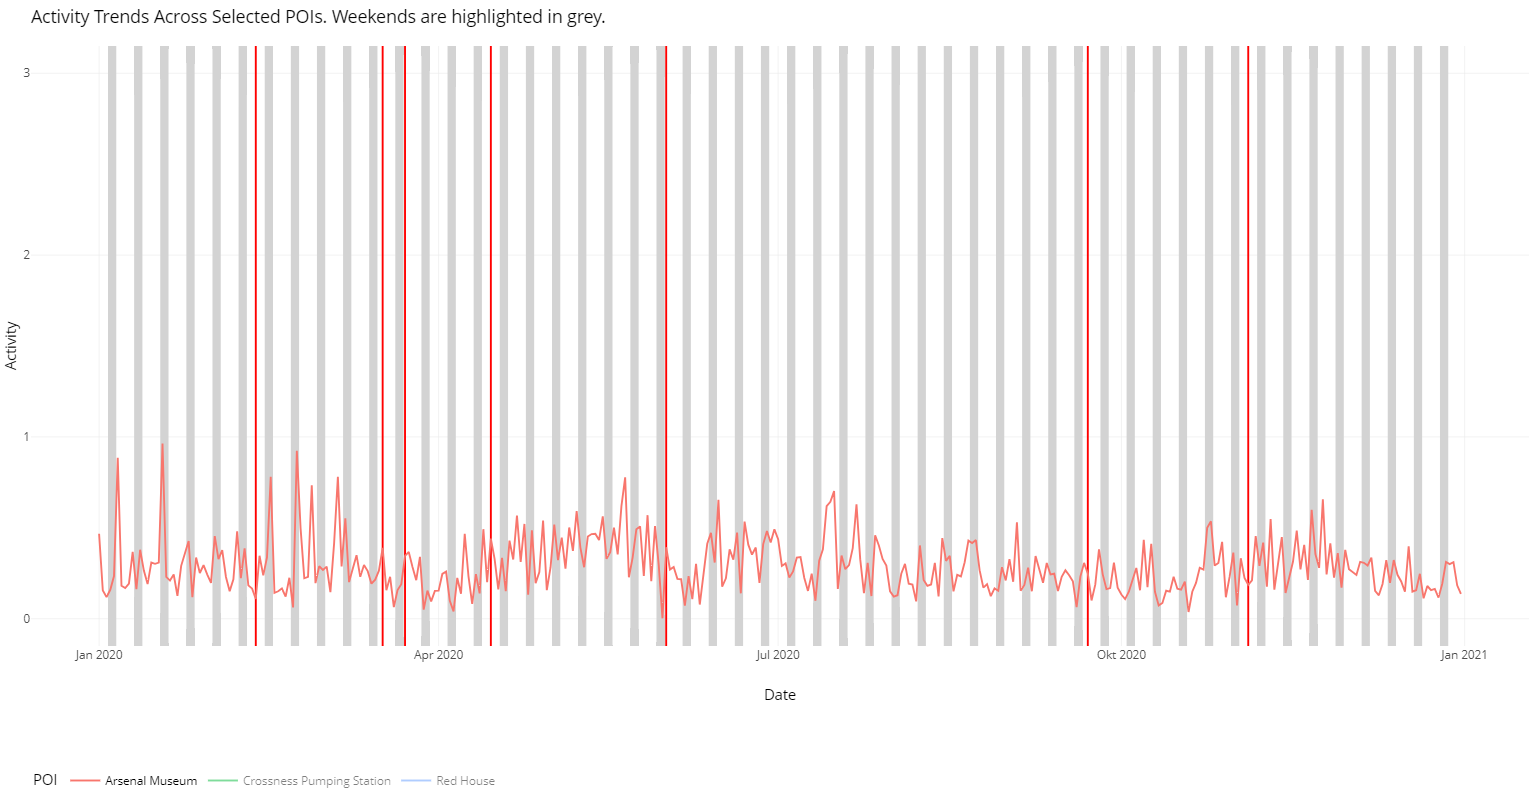 Activity Trends Across Selected POIs. Weekends are highlighted in grey.
3
2
1
0
Activity
Jan 2020 Apr 2020 Jul 2020 Okt 2020 Jan 2021
Date
POI Arsenal Museum Crossness Pumping Station Red House